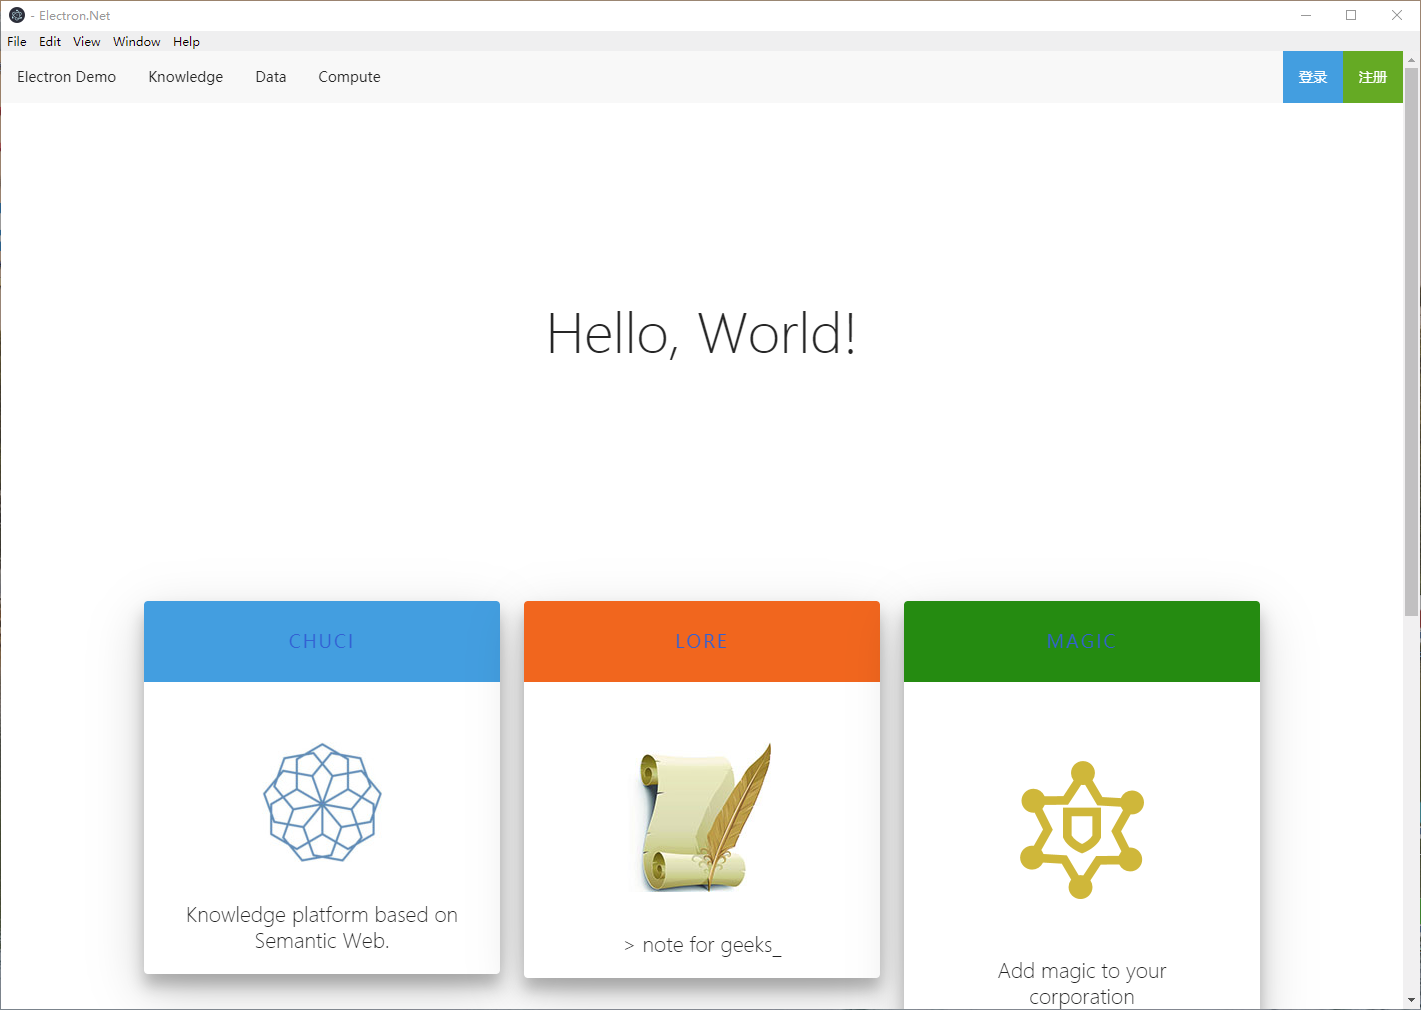 - Electron.Net
File Edit View Window Help
Electron Demo Knowledge Data Compute 登录 注册
Hello, World!
CHUCI
LORE
MAGIC
Knowledge platform based on
Semantic Web.
> note for geeks_
Add magic to your
corporation